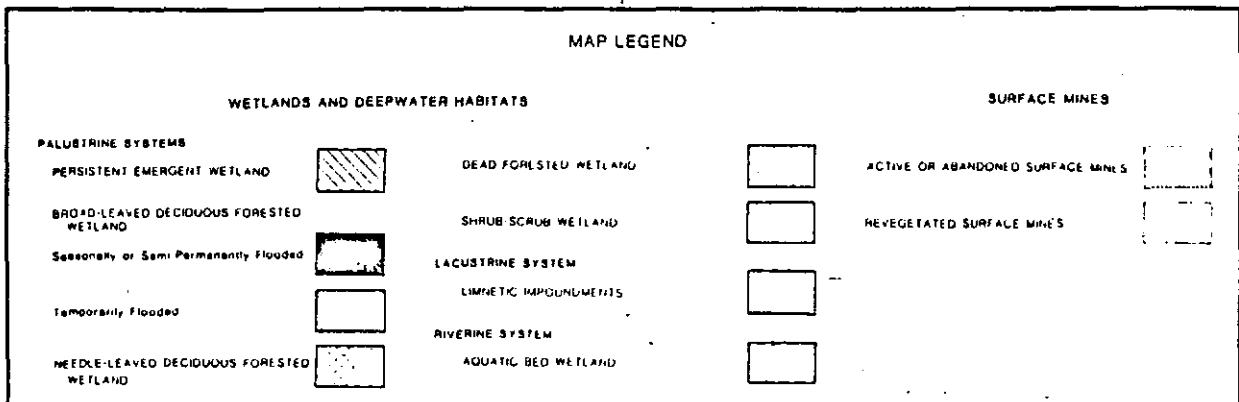 MAP LEGEND
WETLANDS AND DEEPWATER HABITATS
PALUSTRINE SYSTEMS
PERSISTENT EMERGENT WETLAND
BROAD-LEAVED DECIDUOUS FORESTED
WETLAND
Seasonally or Semi Permanently Flooded
Temporarily Flooded
NEEDLE-LEAVED DECIDUOUS FORESTED
WETLAND
DEAD FORESTED WETLAND
SHRUB-SCRUB WETLAND
LACUSTRINE SYSTEM
LIMNETIC IMPOUNDMENTS
RIVERINE SYSTEM
AQUATIC BED WETLAND
SURFACE MINES
ACTIVE OR ABANDONED SURFACE MINES
REVEGETATED SURFACE MINES